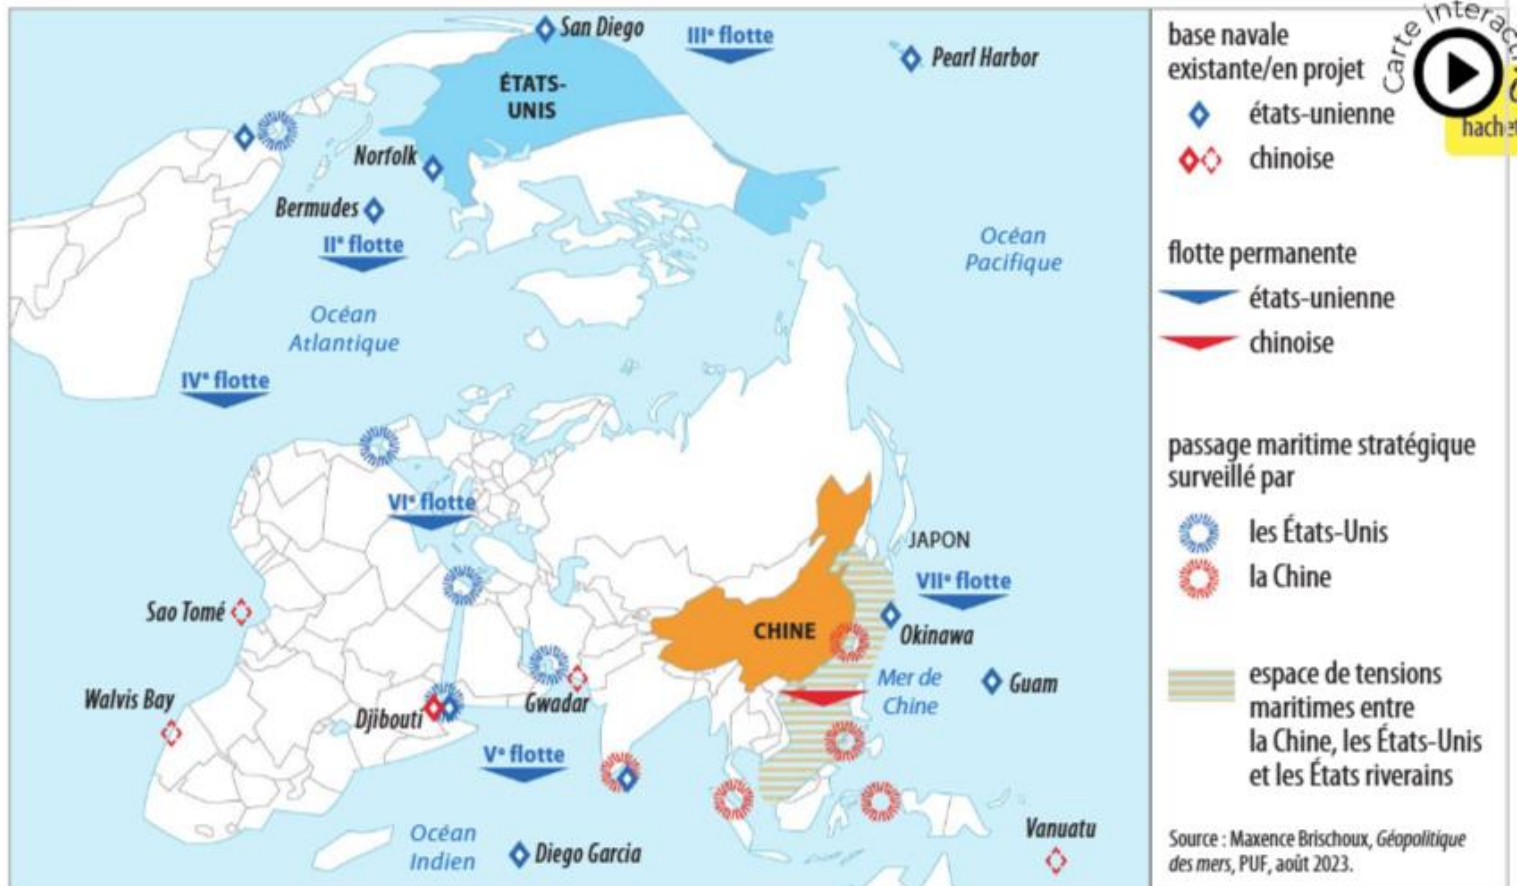 San Diego
IIIᵉ flotte
Pearl Harbor
ÉTATS-
UNIS
Norfolk
Bermudes
IIᵉ flotte
Océan
Pacifique
Océan
Atlantique
IVᵉ flotte
VIᵉ flotte
JAPON
VIIᵉ flotte
Sao Tomé
CHINE
Okinawa
Mer de
Chine
Guam
Walvis Bay
Djibouti
Gwadar
Vᵉ flotte
Océan
Indien
Diego Garcia
Vanuatu
base navale
existante/en projet
états-unienne
chinoise
flotte permanente
états-unienne
chinoise
passage maritime stratégique
surveillé par
les États-Unis
la Chine
espace de tensions
maritimes entre
la Chine, les États-Unis
et les États riverains
Source : Maxence Brischoux, Géopolitique
des mers, PUF, août 2023.
Carte